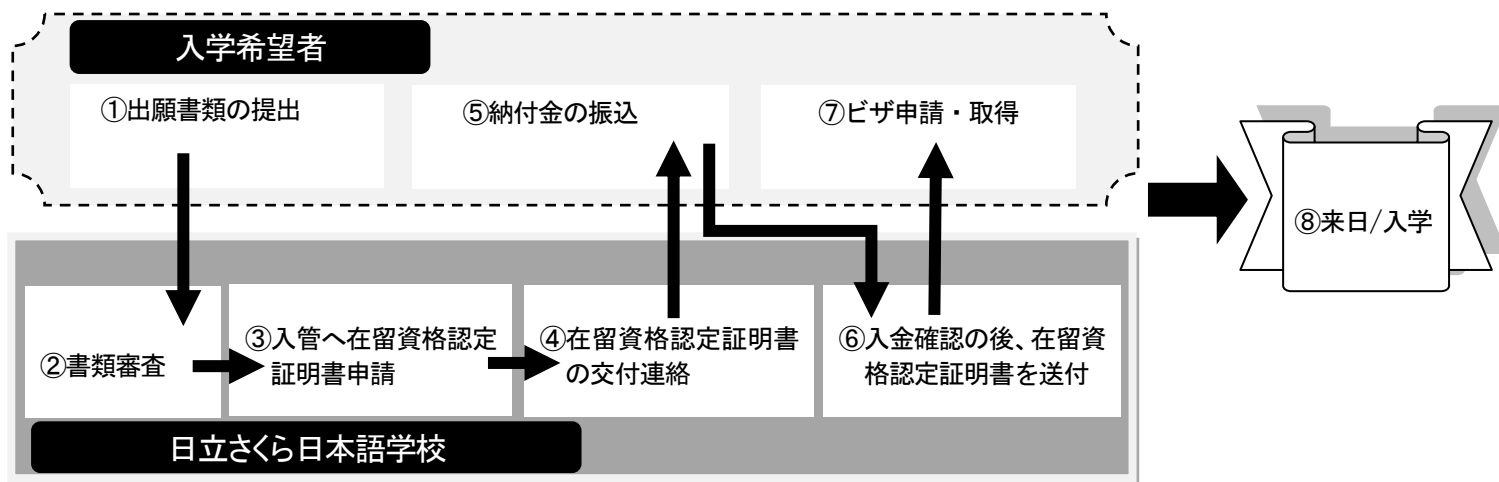 入学希望者
①出願書類の提出
⑤納付金の振込
⑦ビザ申請・取得
⑧来日/入学
②書類審査
③入管へ在留資格認定
証明書申請
④在留資格認定証明書
の交付連絡
⑥入金確認の後、在留資
格認定証明書を送付
日立さくら日本語学校